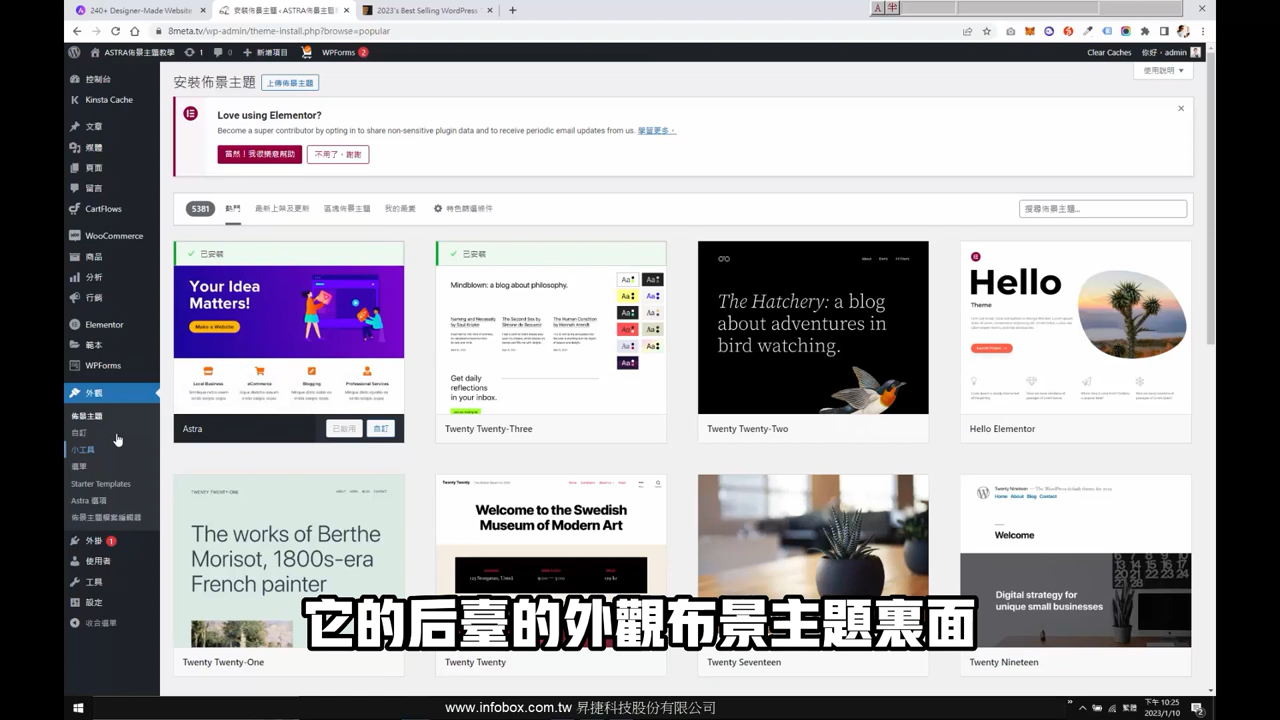 240+ Designer-Made Website
安裝佈景主題 ‹ ASTRA佈景主題
2023's Best Selling WordPress
8meta.tv/wp-admin/theme-install.php?browse=popular
ASTRA佈景主題教學
1
0
新增項目
WPForms 2
Clear Caches
你好，admin
控制台
Kinsta Cache
文章
媒體
頁面
留言
CartFlows
WooCommerce
商品
分析
行銷
Elementor
範本
WPForms
外觀
佈景主題
自訂
小工具
選單
Starter Templates
Astra 選項
佈景主題檔案編輯器
外掛 1
使用者
工具
設定
收合選單
安裝佈景主題
上傳佈景主題
使用說明
Love using Elementor?
Become a super contributor by opting in to share non-sensitive plugin data and to receive periodic email updates from us. 學習更多。
當然！我很樂意幫助
不用了，謝謝
5381
熱門
最新上架及更新
區塊佈景主題
我的最愛
特色篩選條件
搜尋佈景主題...
已安裝
Your Idea
Matters!
Make a Website
Local Business
eCommerce
Blogging
Professional Services
Astra
已啟用
自訂
已安裝
Mindblown: a blog about philosophy.
Get daily
reflections
in your inbox.
Twenty Twenty-Three
The Hatchery: a blog
about adventures in
bird watching.
Twenty Twenty-Two
Hello
Theme
Hello Elementor
TWENTY TWENTY-ONE
The works of Berthe
Morisot, 1800s-era
French painter
Twenty Twenty-One
Twenty Twenty
Welcome to the Swedish
Museum of Modern Art
Twenty Twenty
Twenty Seventeen
Twenty Nineteen
Home About Blog Contact
Welcome
Digital strategy for
unique small businesses
Twenty Nineteen
它的后臺的外觀布景主題裏面
www.infobox.com.tw 昇捷科技股份有限公司
下午 10:25
2023/1/10